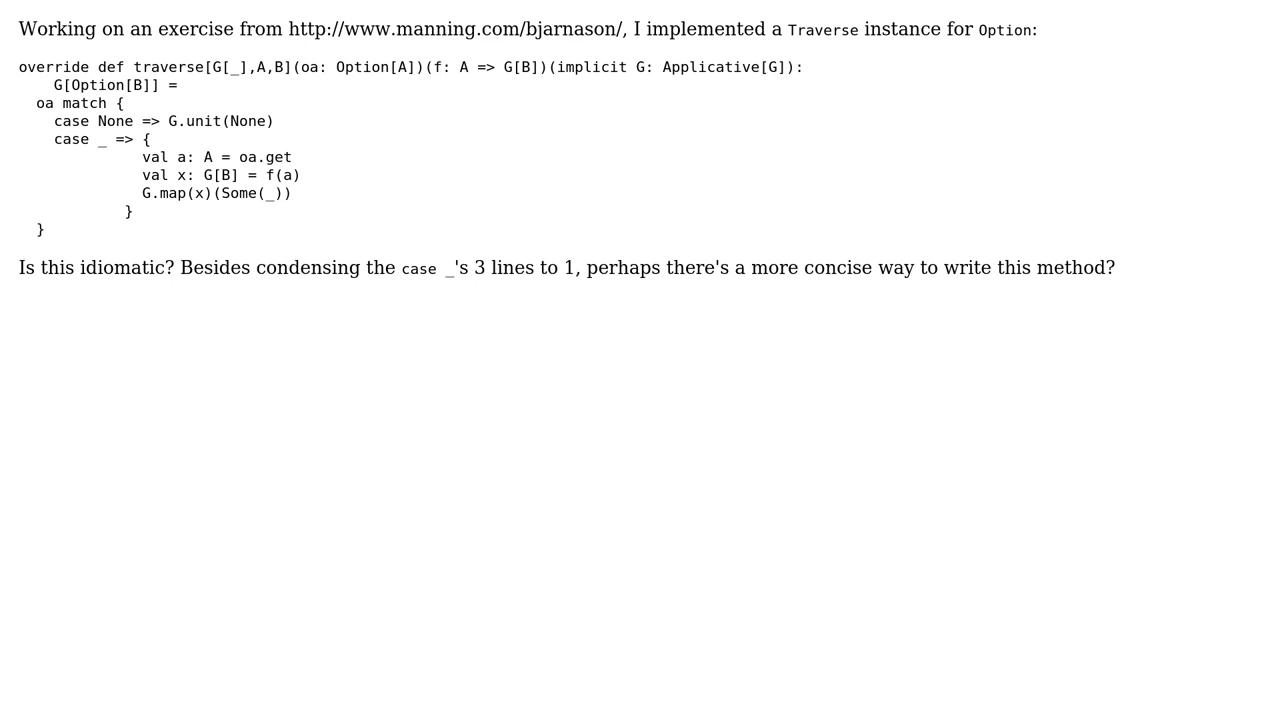 Working on an exercise from http://www.manning.com/bjarnason/, I implemented a Traverse instance for Option:
override def traverse[G[_],A,B](oa: Option[A])(f: A => G[B])(implicit G: Applicative[G]):
    G[Option[B]] =
  oa match {
    case None => G.unit(None)
    case _ => {
              val a: A = oa.get
              val x: G[B] = f(a)
              G.map(x)(Some(_))
            }
  }
Is this idiomatic? Besides condensing the case _'s 3 lines to 1, perhaps there's a more concise way to write this method?